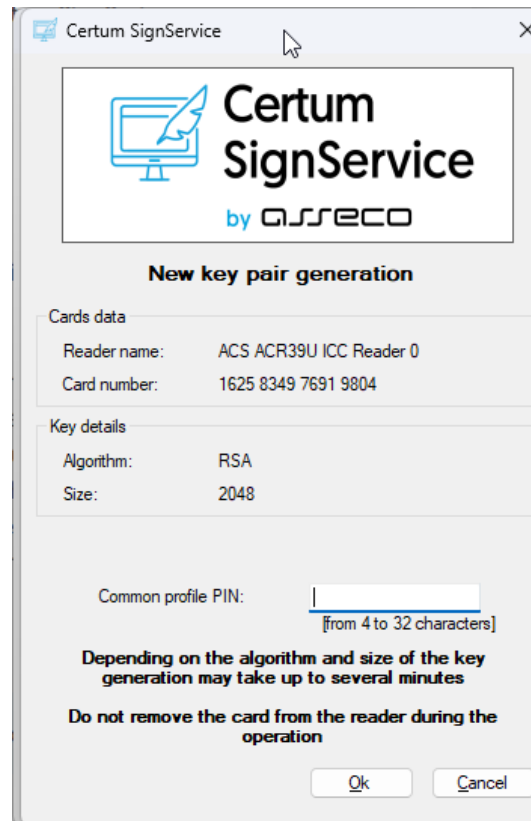 Certum SignService
Certum
SignService
by asseco
New key pair generation
Cards data
Reader name: ACS ACR39U ICC Reader 0
Card number: 1625 8349 7691 9804
Key details
Algorithm: RSA
Size: 2048
Common profile PIN:
[from 4 to 32 characters]
Depending on the algorithm and size of the key
generation may take up to several minutes
Do not remove the card from the reader during the
operation
Ok Cancel